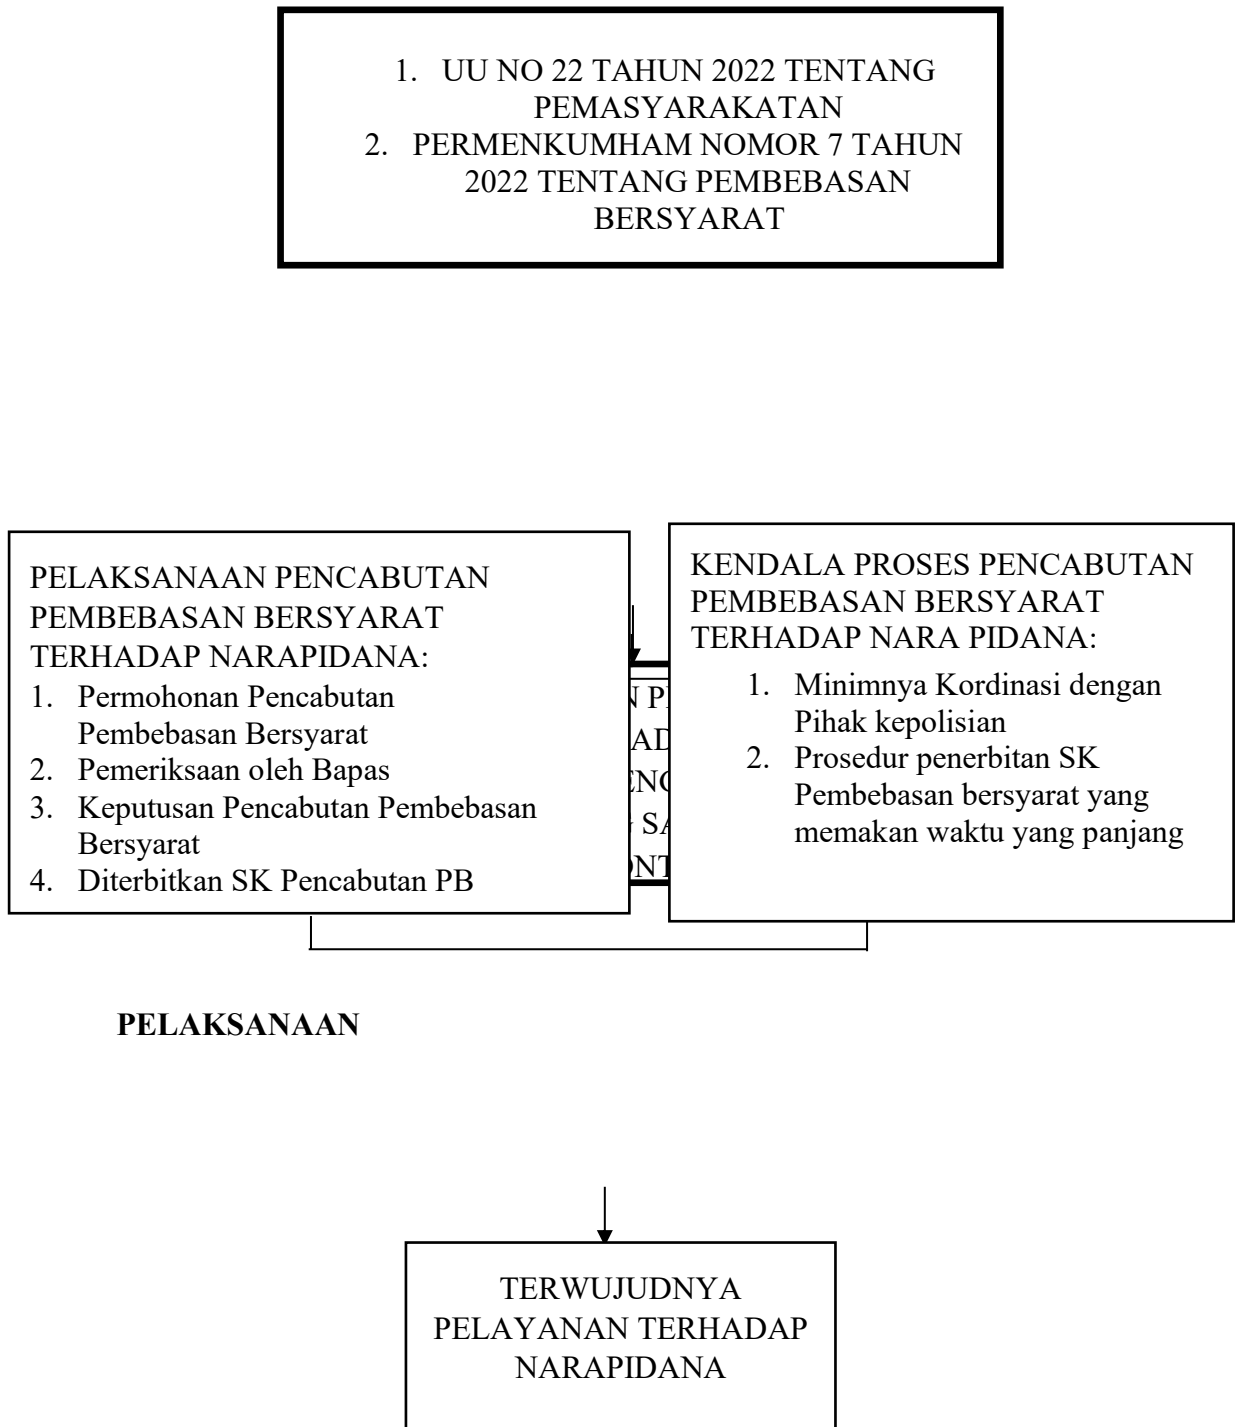 1. UU NO 22 TAHUN 2022 TENTANG
PEMASYARAKATAN
2. PERMENKUMHAM NOMOR 7 TAHUN
2022 TENTANG PEMBEBASAN
BERSYARAT
PELAKSANAAN PENCABUTAN
PEMBEBASAN BERSYARAT
TERHADAP NARAPIDANA:
1. Permohonan Pencabutan
Pembebasan Bersyarat
2. Pemeriksaan oleh Bapas
3. Keputusan Pencabutan Pembebasan
Bersyarat
4. Diterbitkan SK Pencabutan PB
KENDALA PROSES PENCABUTAN
PEMBEBASAN BERSYARAT
TERHADAP NARA PIDANA:
1. Minimnya Kordinasi dengan
Pihak kepolisian
2. Prosedur penerbitan SK
Pembebasan bersyarat yang
memakan waktu yang panjang
PELAKSANAAN
TERWUJUDNYA
PELAYANAN TERHADAP
NARAPIDANA